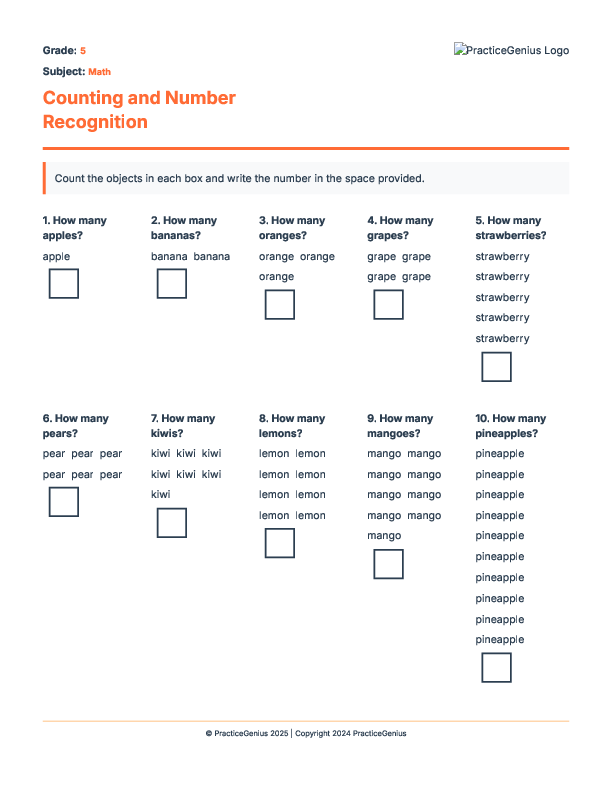 Grade: 5
PracticeGenius Logo
Subject: Math
Counting and Number
Recognition
Count the objects in each box and write the number in the space provided.
1. How many
apples?
apple
2. How many
bananas?
banana banana
3. How many
oranges?
orange orange
orange
4. How many
grapes?
grape grape
grape grape
5. How many
strawberries?
strawberry
strawberry
strawberry
strawberry
strawberry
6. How many
pears?
pear pear pear
pear pear pear
7. How many
kiwis?
kiwi kiwi kiwi
kiwi kiwi kiwi
kiwi
8. How many
lemons?
lemon lemon
lemon lemon
lemon lemon
lemon lemon
9. How many
mangoes?
mango mango
mango mango
mango mango
mango mango
mango
10. How many
pineapples?
pineapple
pineapple
pineapple
pineapple
pineapple
pineapple
pineapple
pineapple
pineapple
pineapple
© PracticeGenius 2025 | Copyright 2024 PracticeGenius